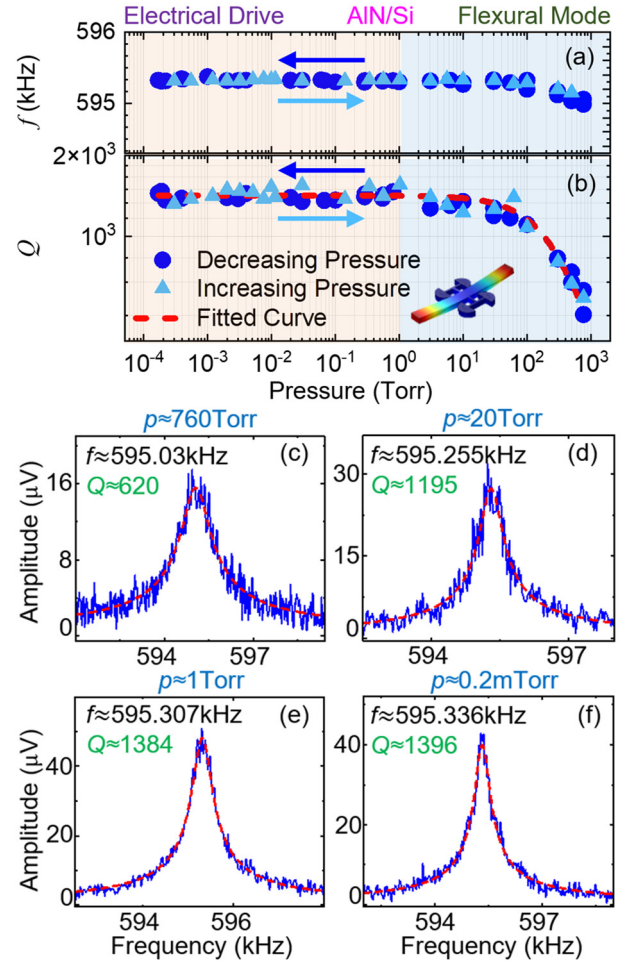 Electrical Drive AlN/Si Flexural Mode
596
(a)
595
f (kHz)
2×10³
(b)
10³
Q
Decreasing Pressure
Increasing Pressure
Fitted Curve
10⁻⁴ 10⁻³ 10⁻² 10⁻¹ 10⁰ 10¹ 10² 10³
Pressure (Torr)
p≈760Torr p≈20Torr
f≈595.03kHz (c)
Q≈620
16
8
0
Amplitude (μV)
594 597
f≈595.255kHz (d)
Q≈1195
30
15
0
594 597
p≈1Torr p≈0.2mTorr
f≈595.307kHz (e)
Q≈1384
40
20
0
Amplitude (μV)
594 596
Frequency (kHz)
f≈595.336kHz (f)
Q≈1396
40
20
0
594 597
Frequency (kHz)